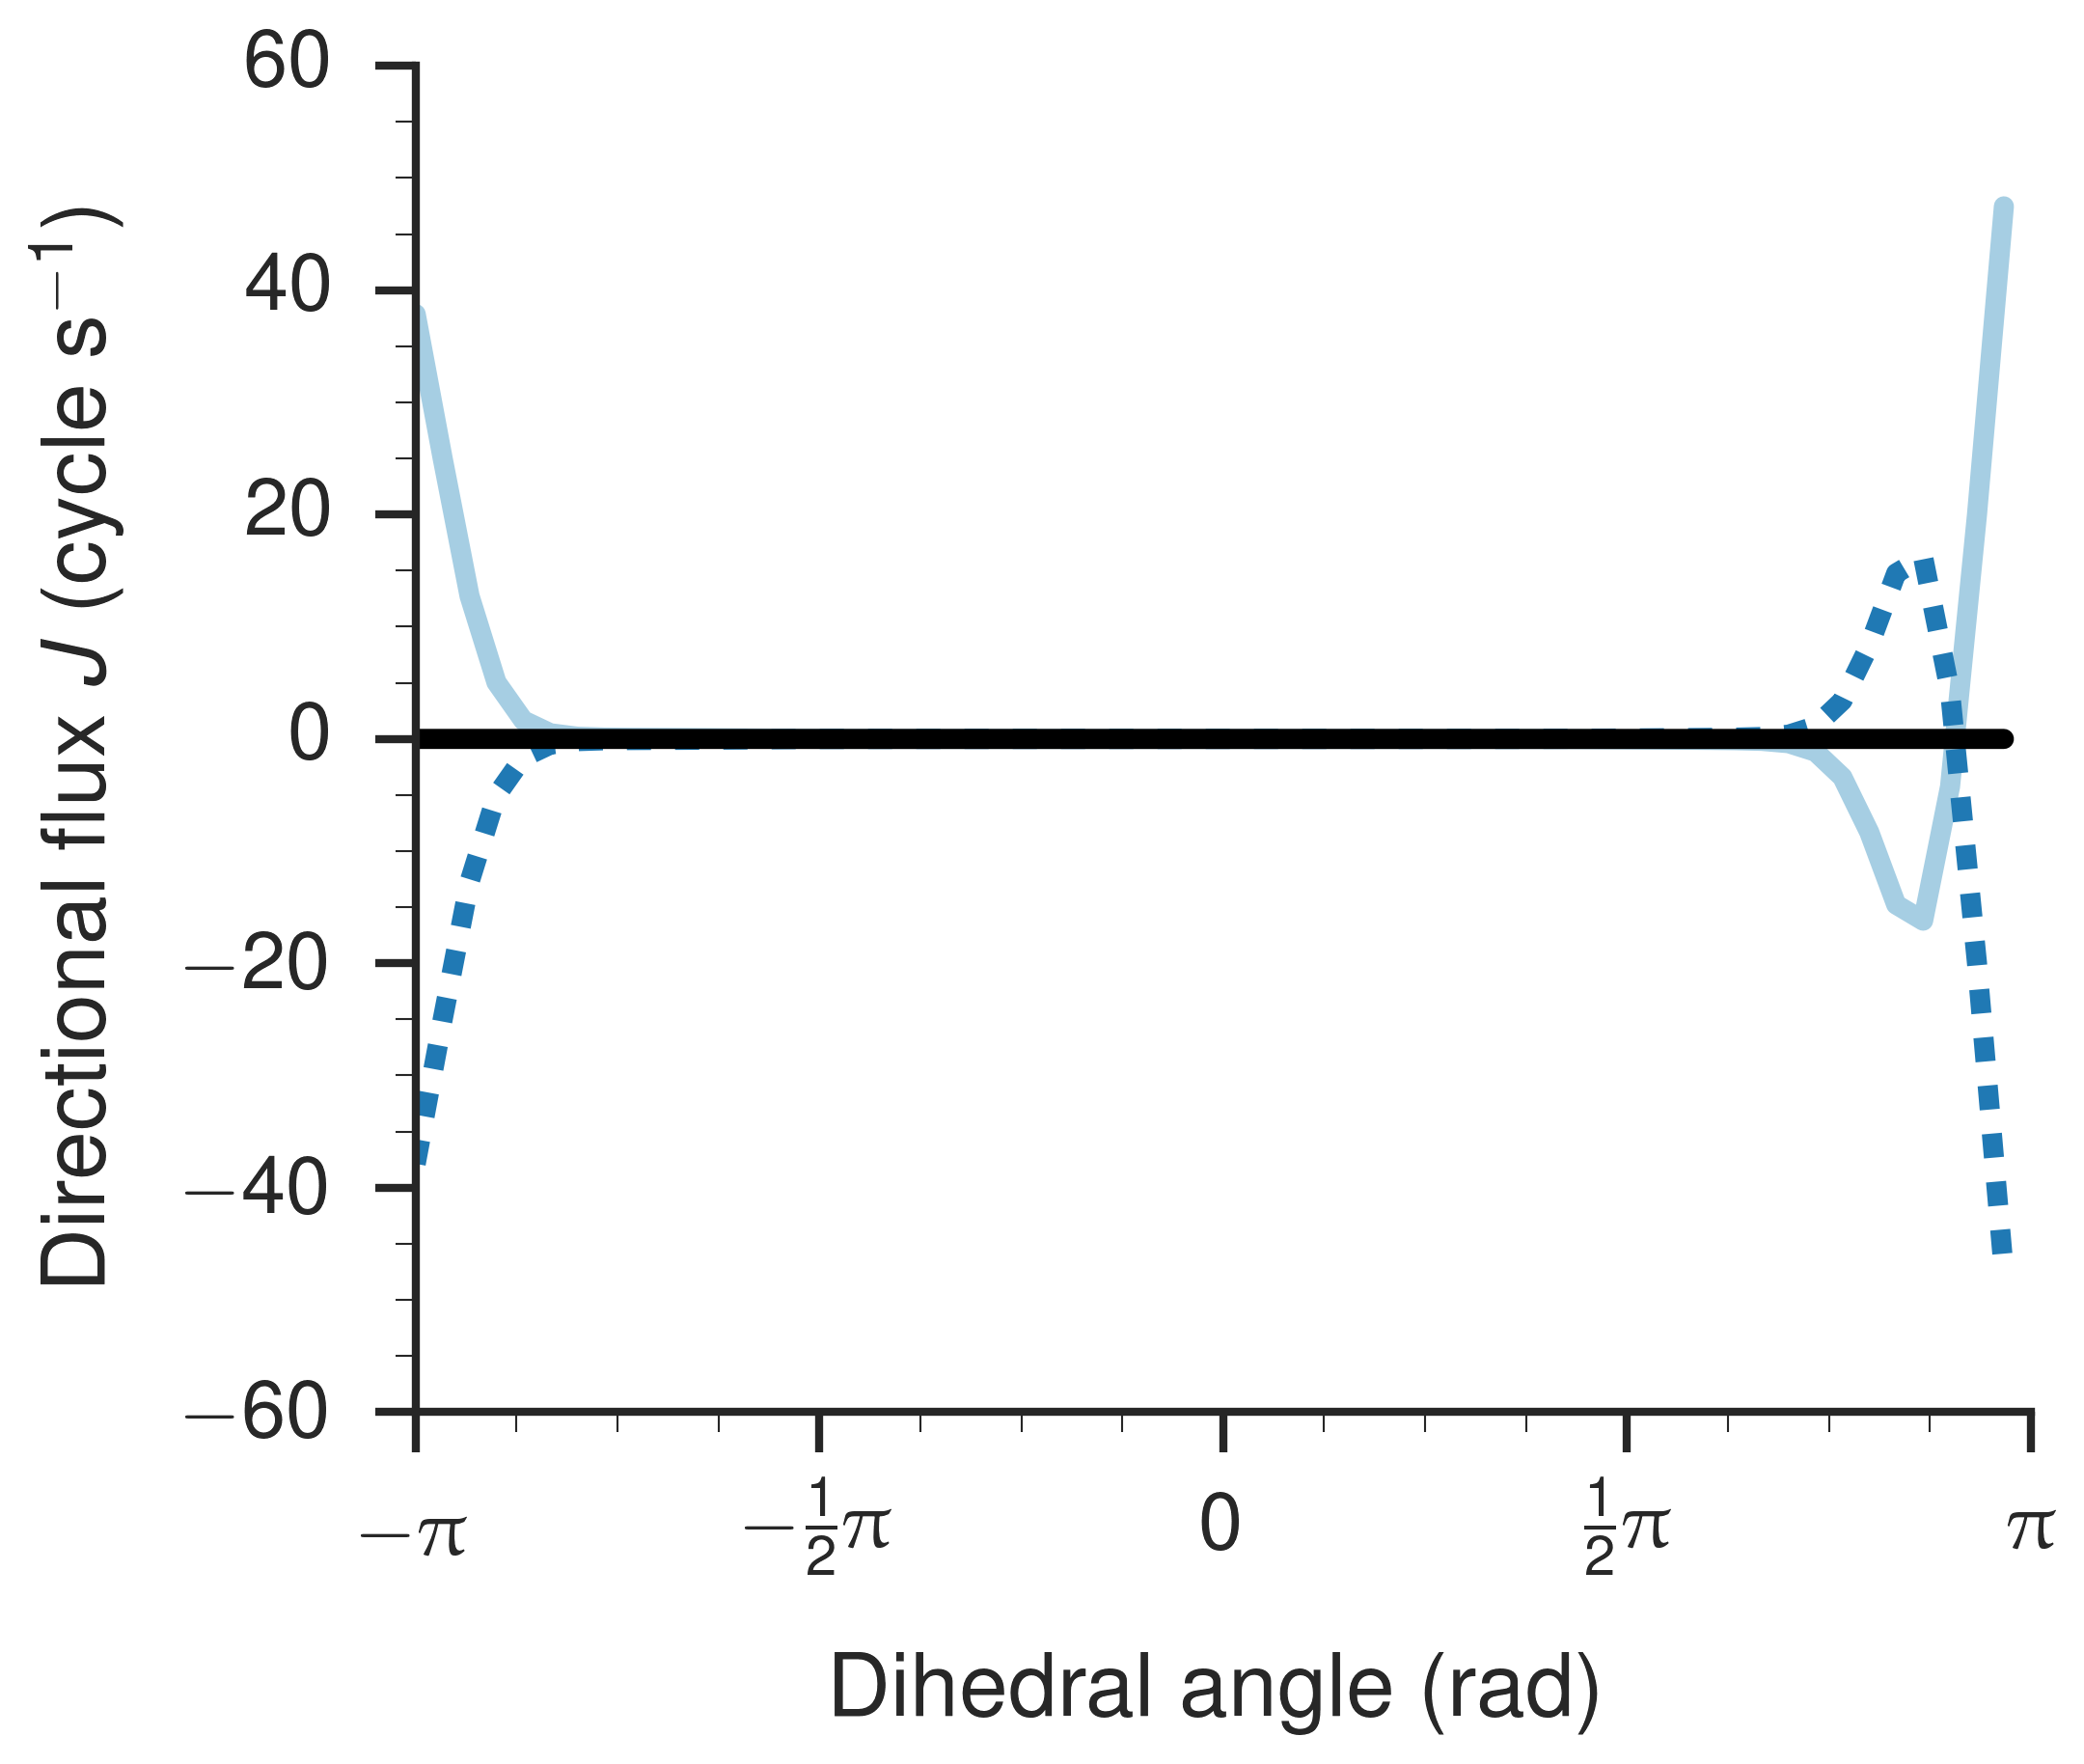 60
40
20
0
−20
−40
−60
Directional flux J (cycle s⁻¹)
−π
−½π
0
½π
π
Dihedral angle (rad)